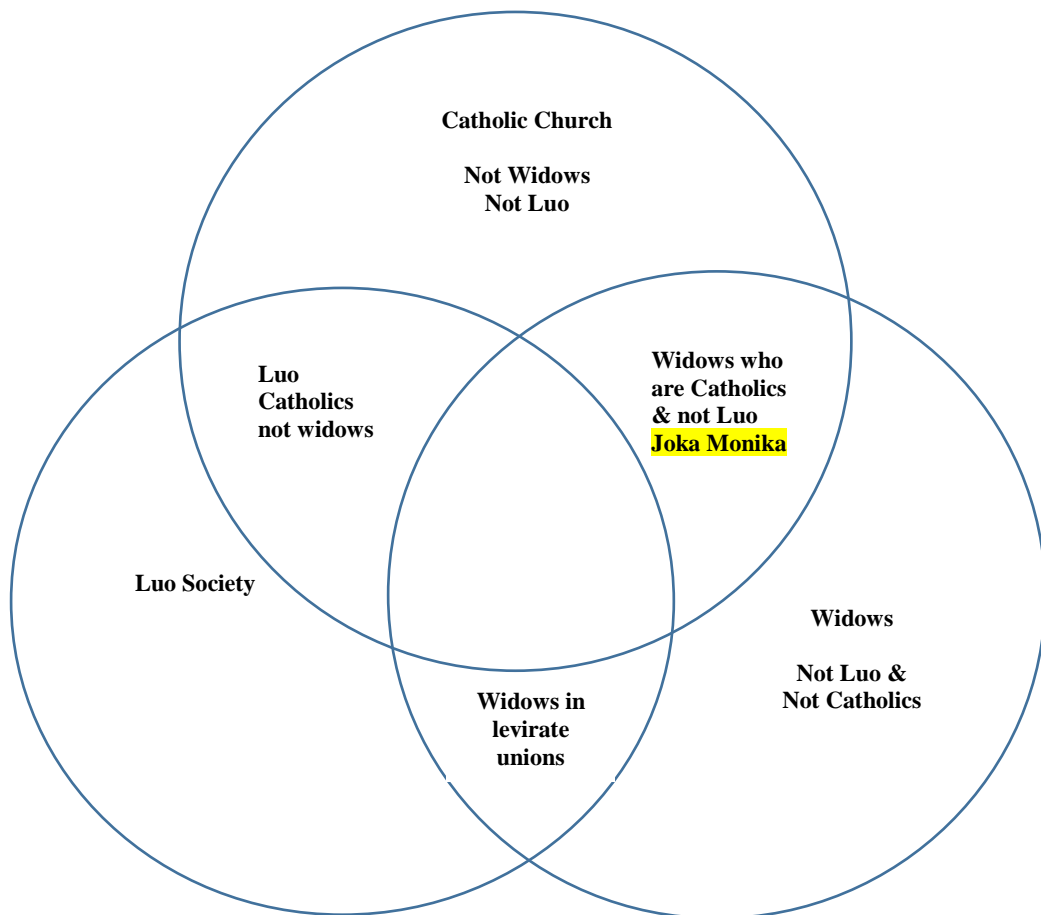 Catholic Church
Not Widows
Not Luo
Luo
Catholics
not widows
Widows who
are Catholics
& not Luo
Joka Monika
Luo Society
Widows
Not Luo &
Not Catholics
Widows in
levirate
unions